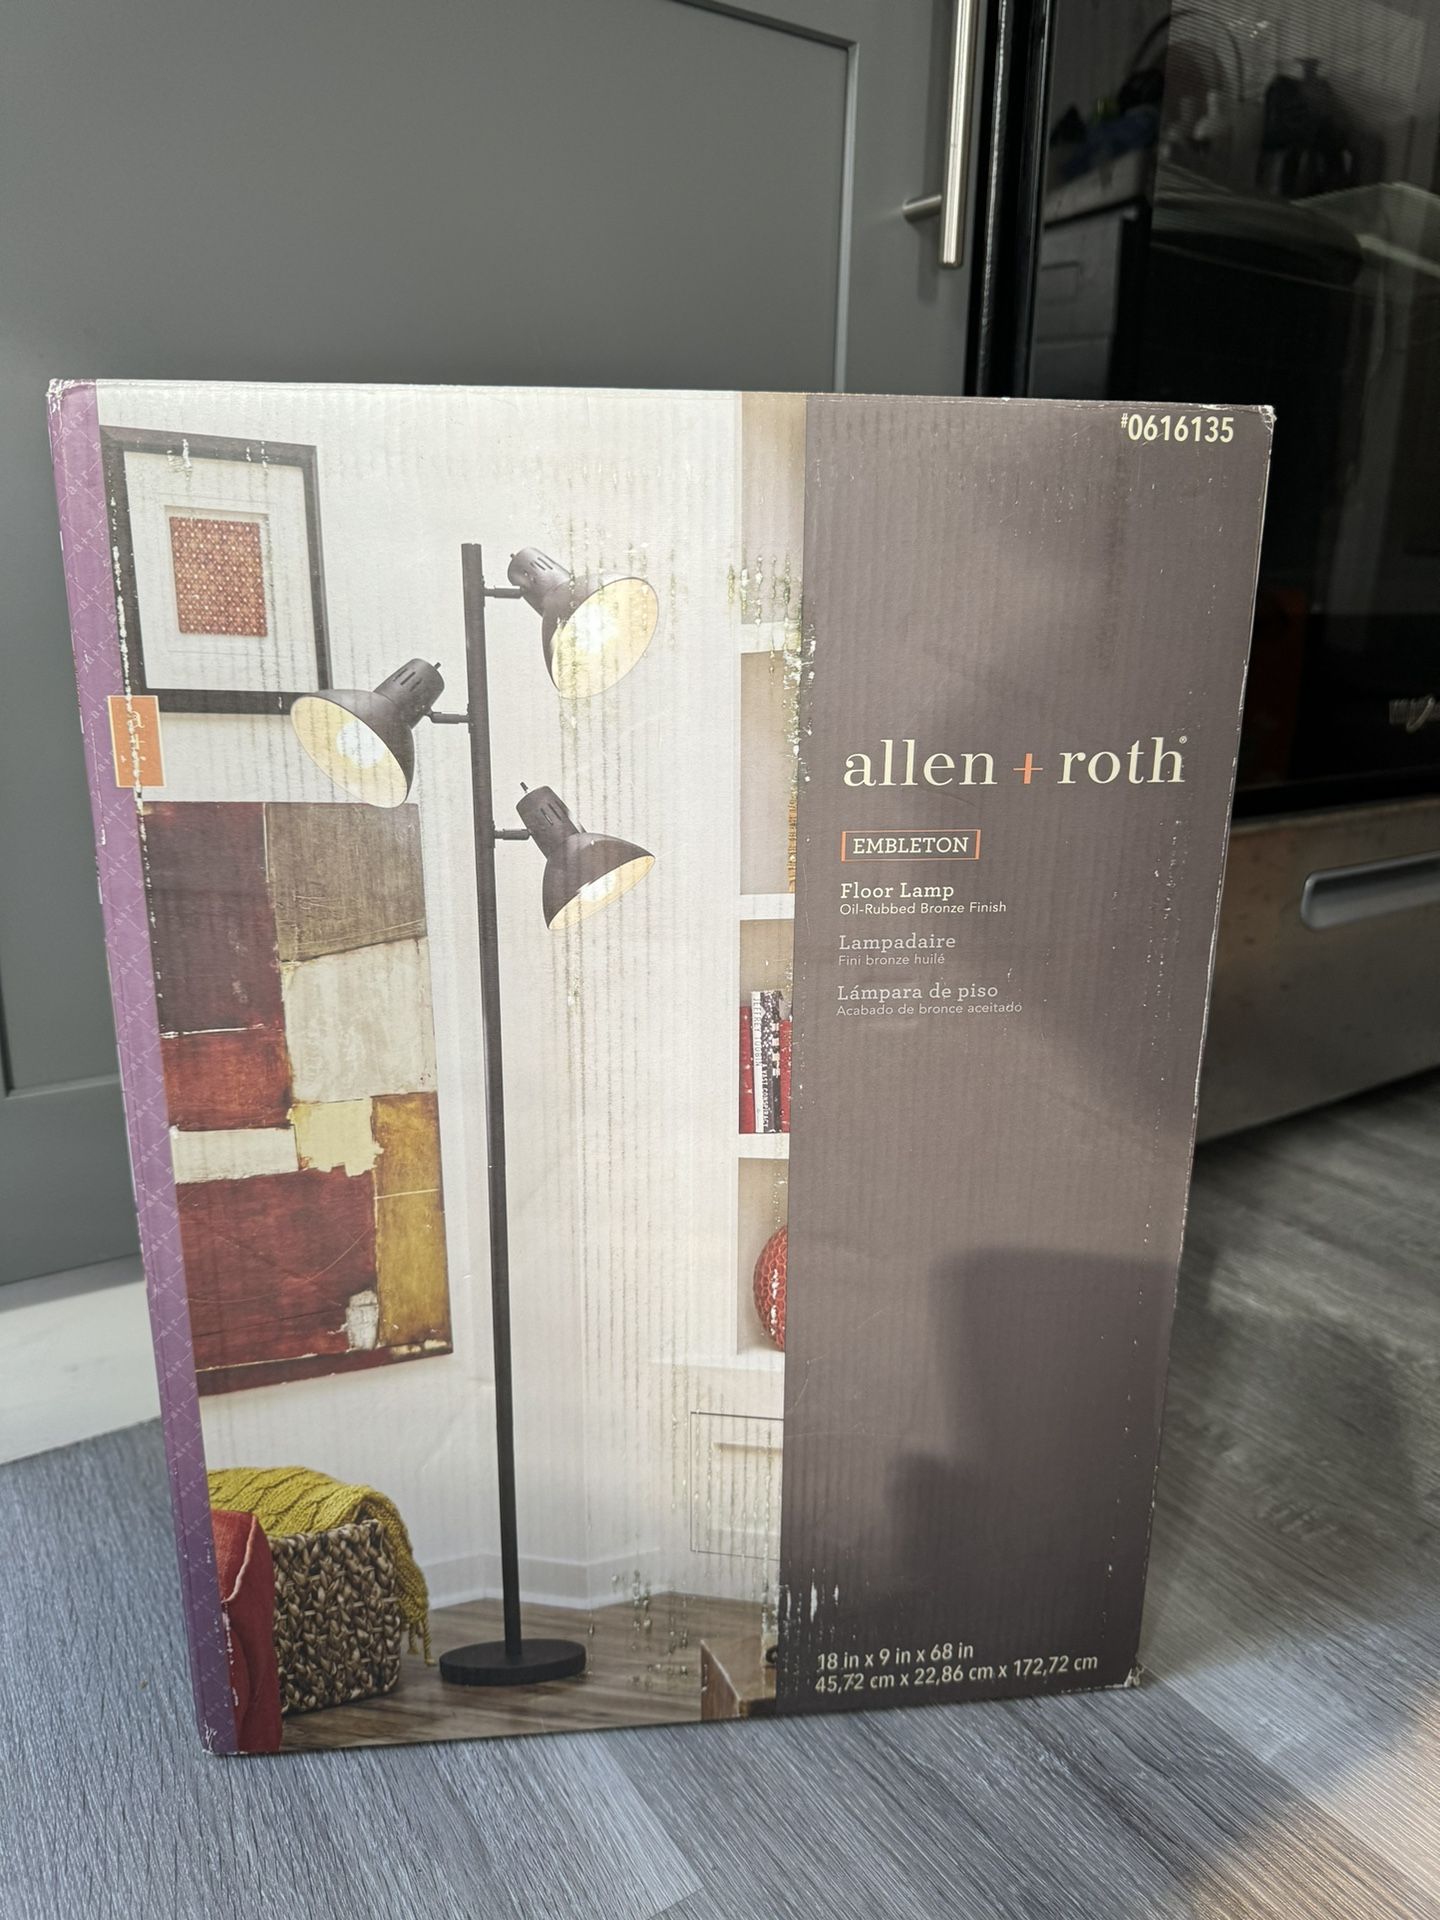 #0616135
allen + roth®
EMBLETON
Floor Lamp
Oil-Rubbed Bronze Finish
Lampadaire
Fini bronze huilé
Lámpara de piso
Acabado de bronce aceitado
18 in x 9 in x 68 in
45,72 cm x 22,86 cm x 172,72 cm
a+r